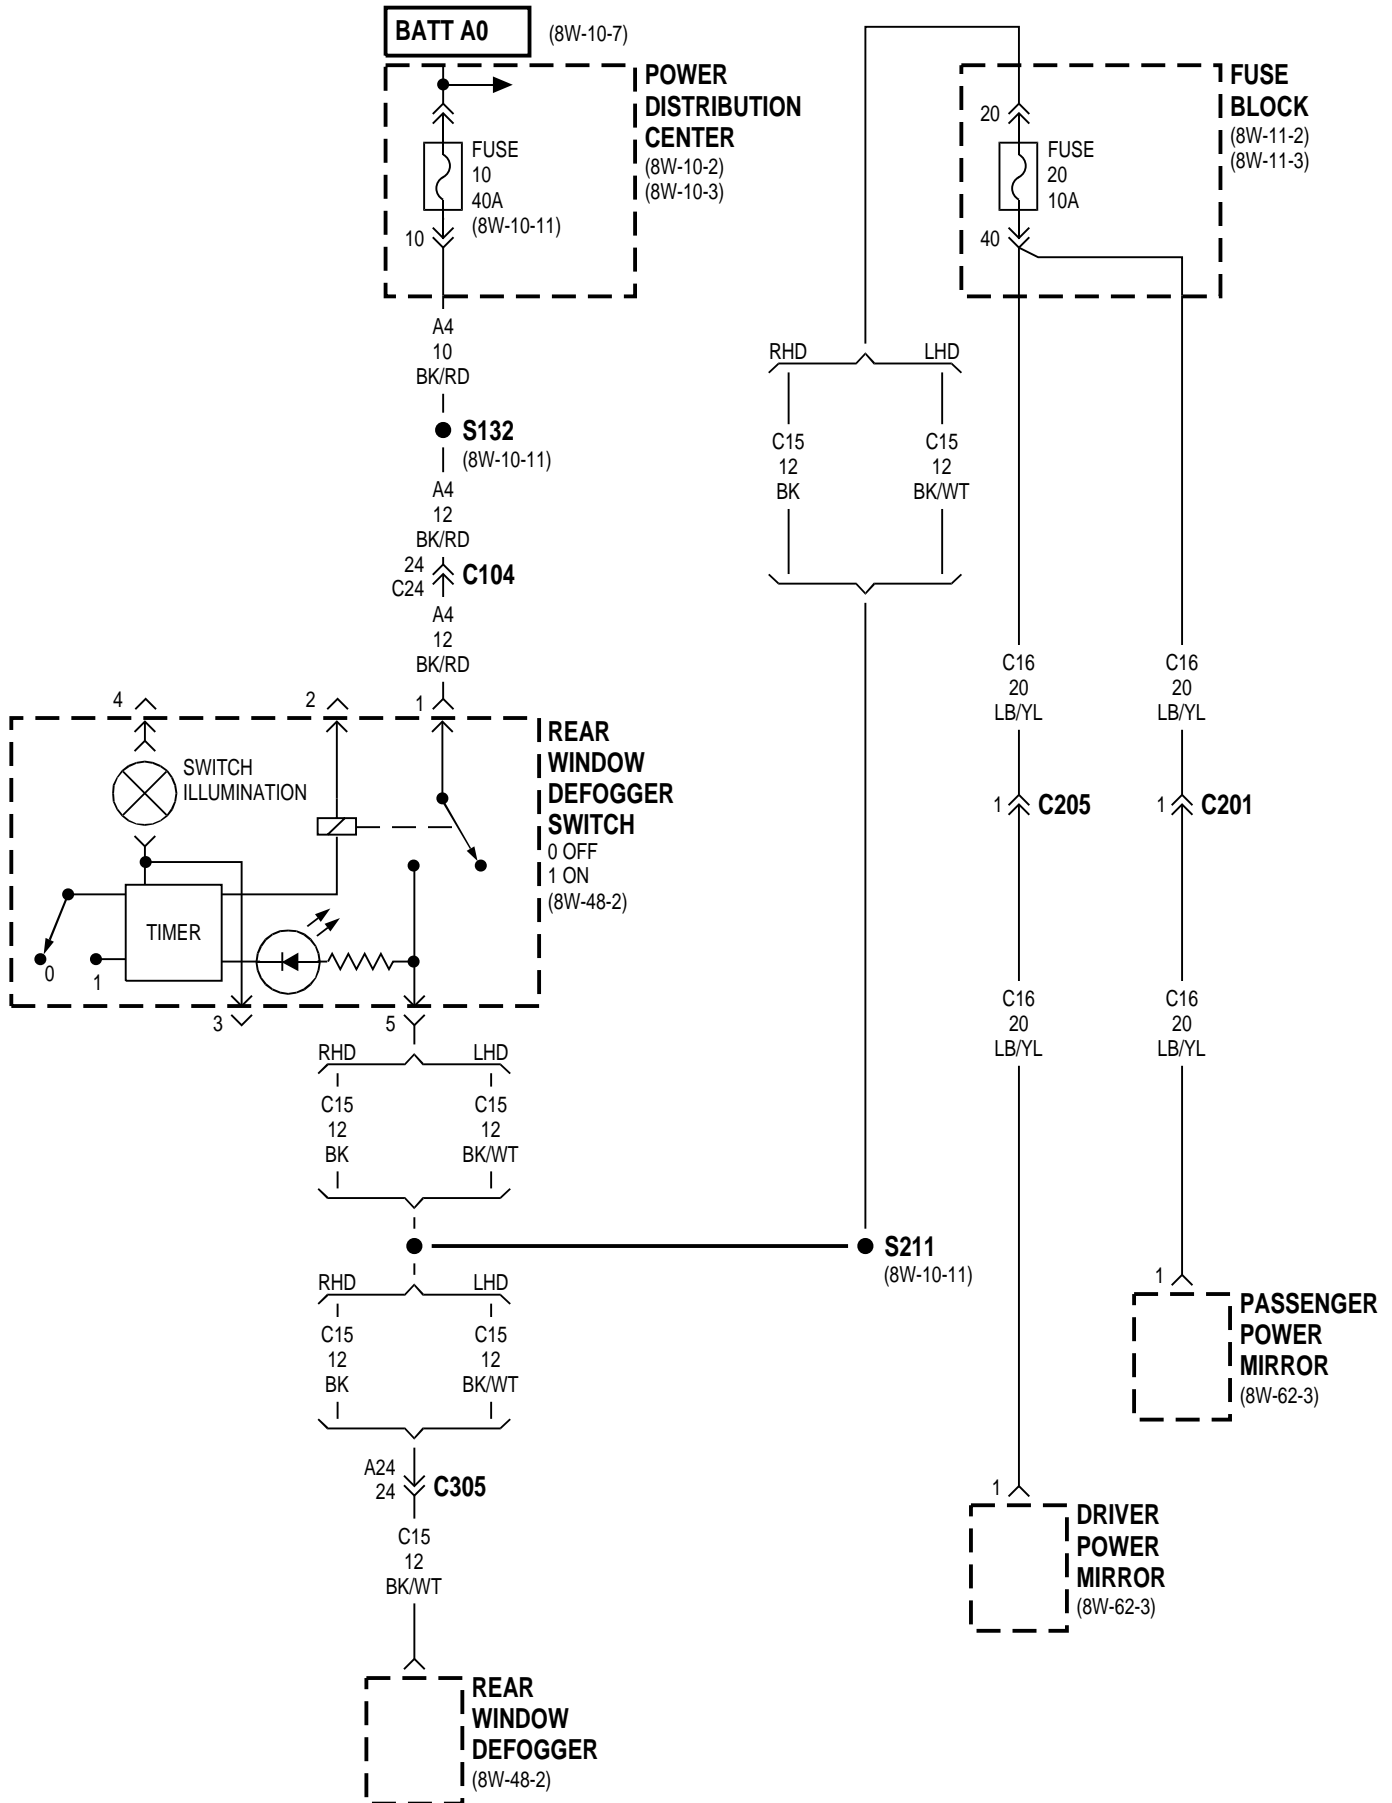 BATT A0
(8W-10-7)
POWER
DISTRIBUTION
CENTER
(8W-10-2)
(8W-10-3)
FUSE
10
40A
(8W-10-11)
10
FUSE
BLOCK
(8W-11-2)
(8W-11-3)
20
FUSE
20
10A
40
A4
10
BK/RD
S132
(8W-10-11)
A4
12
BK/RD
24
C24
C104
A4
12
BK/RD
RHD
LHD
C15
12
BK
C15
12
BK/WT
C16
20
LB/YL
C16
20
LB/YL
1
C205
1
C201
4
2
1
SWITCH
ILLUMINATION
REAR
WINDOW
DEFOGGER
SWITCH
0 OFF
1 ON
(8W-48-2)
TIMER
0
1
3
5
C16
20
LB/YL
C16
20
LB/YL
RHD
LHD
C15
12
BK
C15
12
BK/WT
S211
(8W-10-11)
RHD
LHD
C15
12
BK
C15
12
BK/WT
1
PASSENGER
POWER
MIRROR
(8W-62-3)
A24
24
C305
C15
12
BK/WT
1
DRIVER
POWER
MIRROR
(8W-62-3)
REAR
WINDOW
DEFOGGER
(8W-48-2)